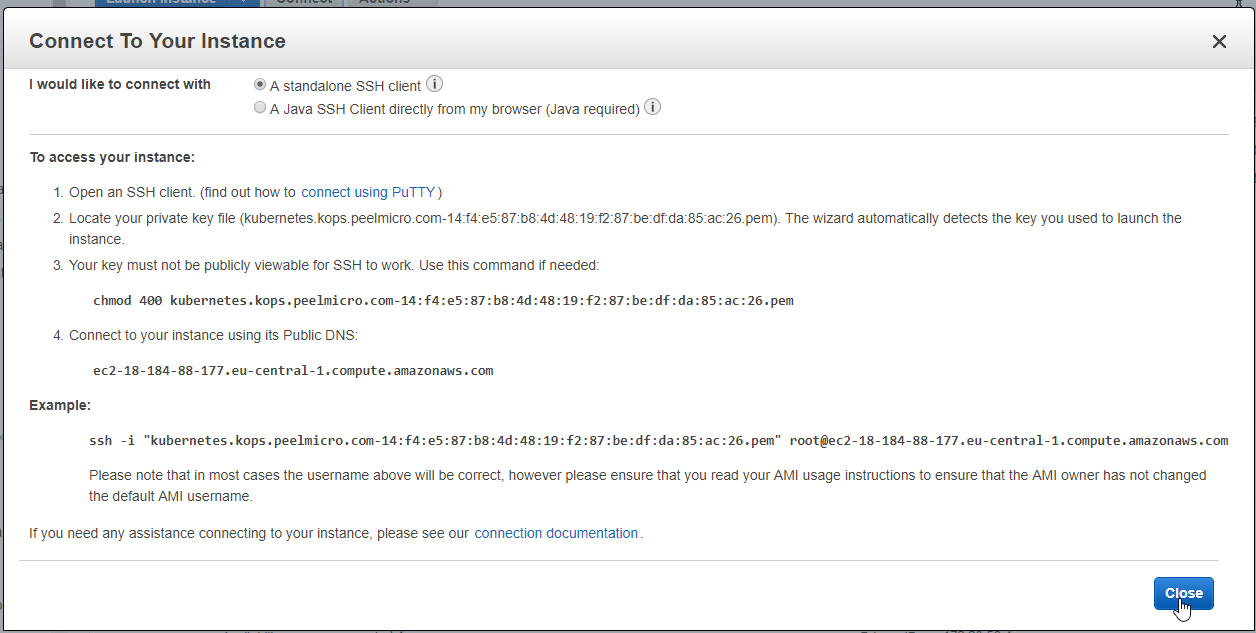 Launch Instance Connect Actions
Connect To Your Instance
I would like to connect with
A standalone SSH client
A Java SSH Client directly from my browser (Java required)
To access your instance:
1. Open an SSH client. (find out how to connect using PuTTY)
2. Locate your private key file (kubernetes.kops.peelmicro.com-14:f4:e5:87:b8:4d:48:19:f2:87:be:df:da:85:ac:26.pem). The wizard automatically detects the key you used to launch the
instance.
3. Your key must not be publicly viewable for SSH to work. Use this command if needed:
chmod 400 kubernetes.kops.peelmicro.com-14:f4:e5:87:b8:4d:48:19:f2:87:be:df:da:85:ac:26.pem
4. Connect to your instance using its Public DNS:
ec2-18-184-88-177.eu-central-1.compute.amazonaws.com
Example:
ssh -i "kubernetes.kops.peelmicro.com-14:f4:e5:87:b8:4d:48:19:f2:87:be:df:da:85:ac:26.pem" root@ec2-18-184-88-177.eu-central-1.compute.amazonaws.com
Please note that in most cases the username above will be correct, however please ensure that you read your AMI usage instructions to ensure that the AMI owner has not changed
the default AMI username.
If you need any assistance connecting to your instance, please see our connection documentation.
Close